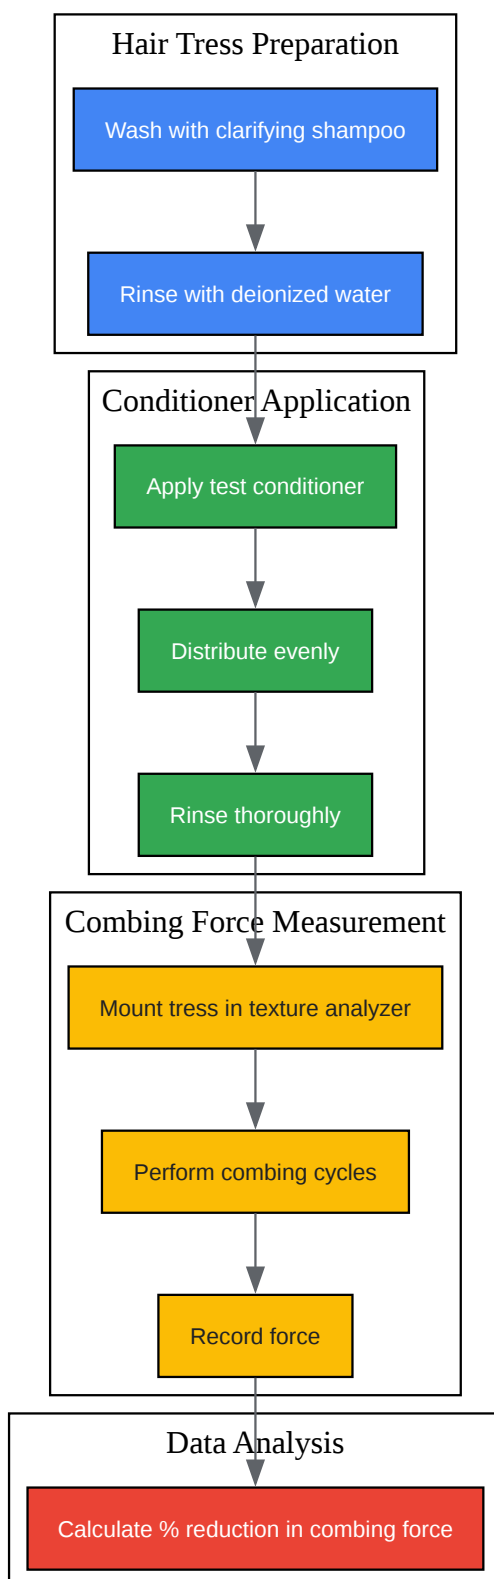 Hair Tress Preparation
Wash with clarifying shampoo
Rinse with deionized water
Conditioner Application
Apply test conditioner
Distribute evenly
Rinse thoroughly
Combing Force Measurement
Mount tress in texture analyzer
Perform combing cycles
Record force
Data Analysis
Calculate % reduction in combing force